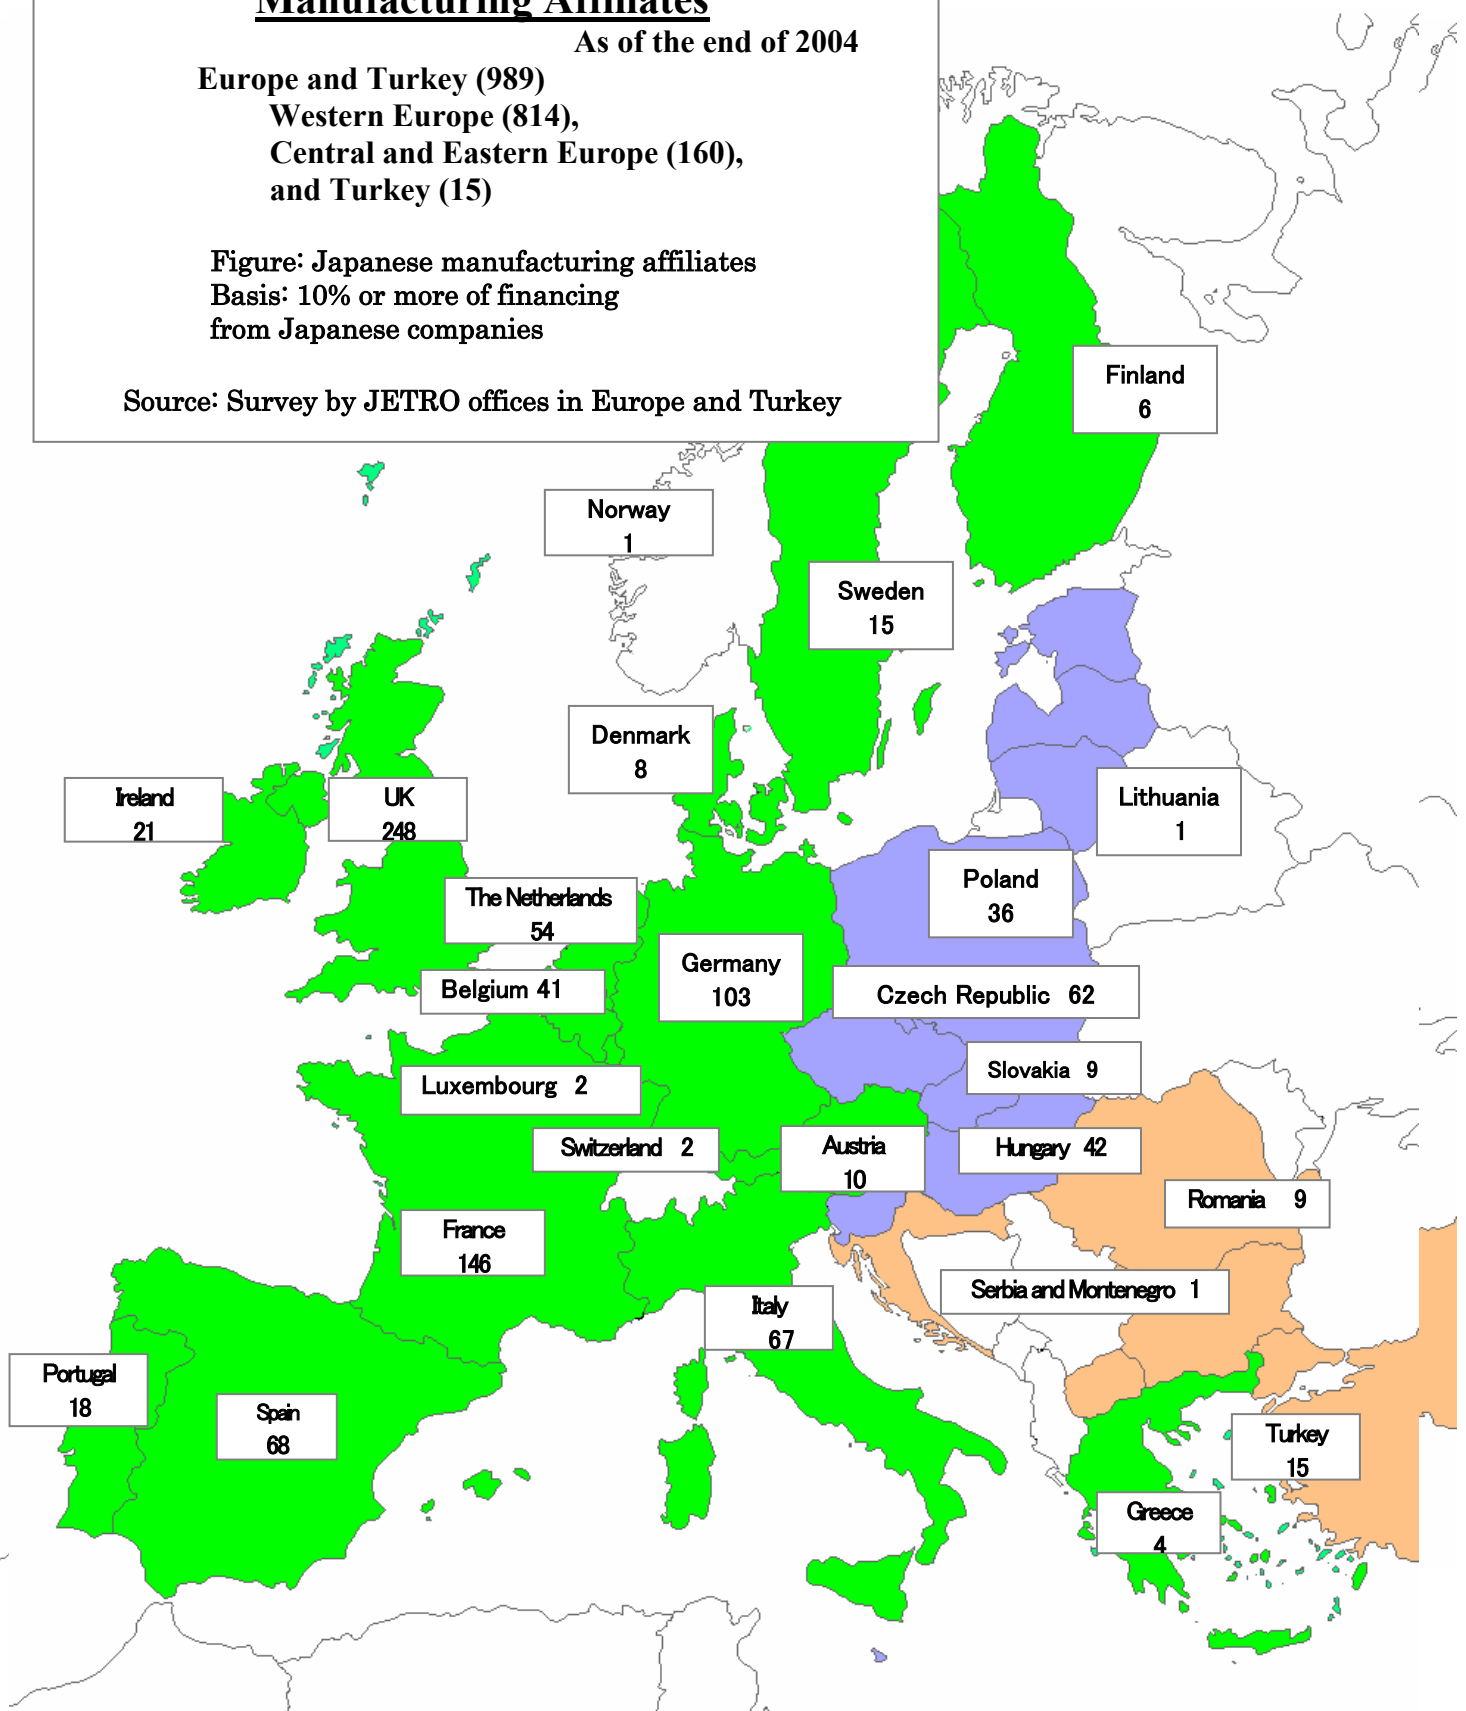 Manufacturing Affiliates
As of the end of 2004
Europe and Turkey (989)
Western Europe (814),
Central and Eastern Europe (160),
and Turkey (15)
Figure: Japanese manufacturing affiliates
Basis: 10% or more of financing
from Japanese companies
Source: Survey by JETRO offices in Europe and Turkey
Finland
6
Norway
1
Sweden
15
Denmark
8
Ireland
21
UK
248
Lithuania
1
Poland
36
The Netherlands
54
Germany
103
Belgium 41
Czech Republic 62
Slovakia 9
Luxembourg 2
Switzerland 2
Austria
10
Hungary 42
Romania 9
France
146
Serbia and Montenegro 1
Italy
67
Portugal
18
Spain
68
Turkey
15
Greece
4